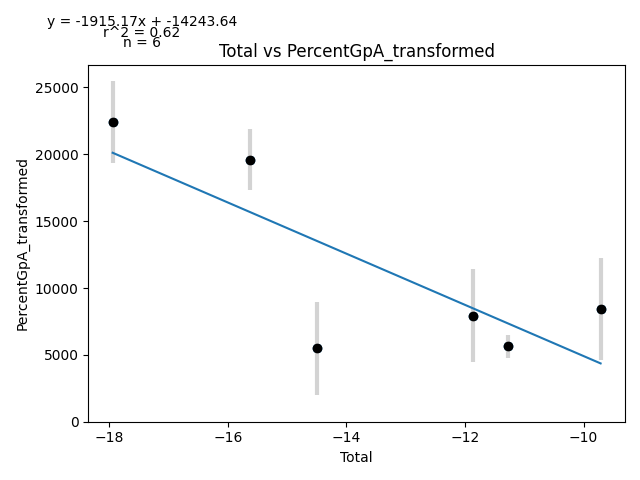 y = -1915.17x + -14243.64
r^2 = 0.62
n = 6
Total vs PercentGpA_transformed
PercentGpA_transformed
25000
20000
15000
10000
5000
0
−18
−16
−14
−12
−10
Total